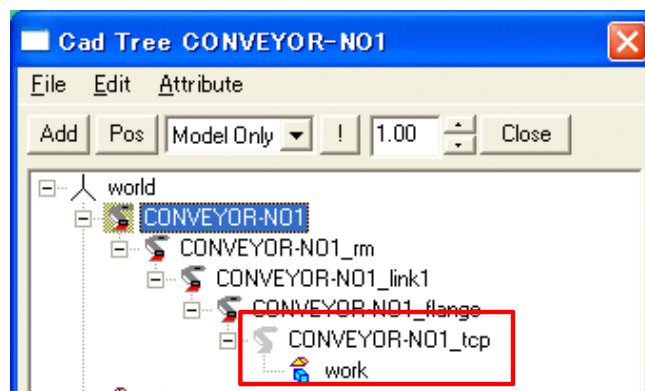 Cad Tree CONVEYOR-NO1
File Edit Attribute
Add Pos Model Only ! 1.00 Close
world
CONVEYOR-NO1
CONVEYOR-NO1_rm
CONVEYOR-NO1_link1
CONVEYOR-NO1_flange
CONVEYOR-NO1_tcp
work